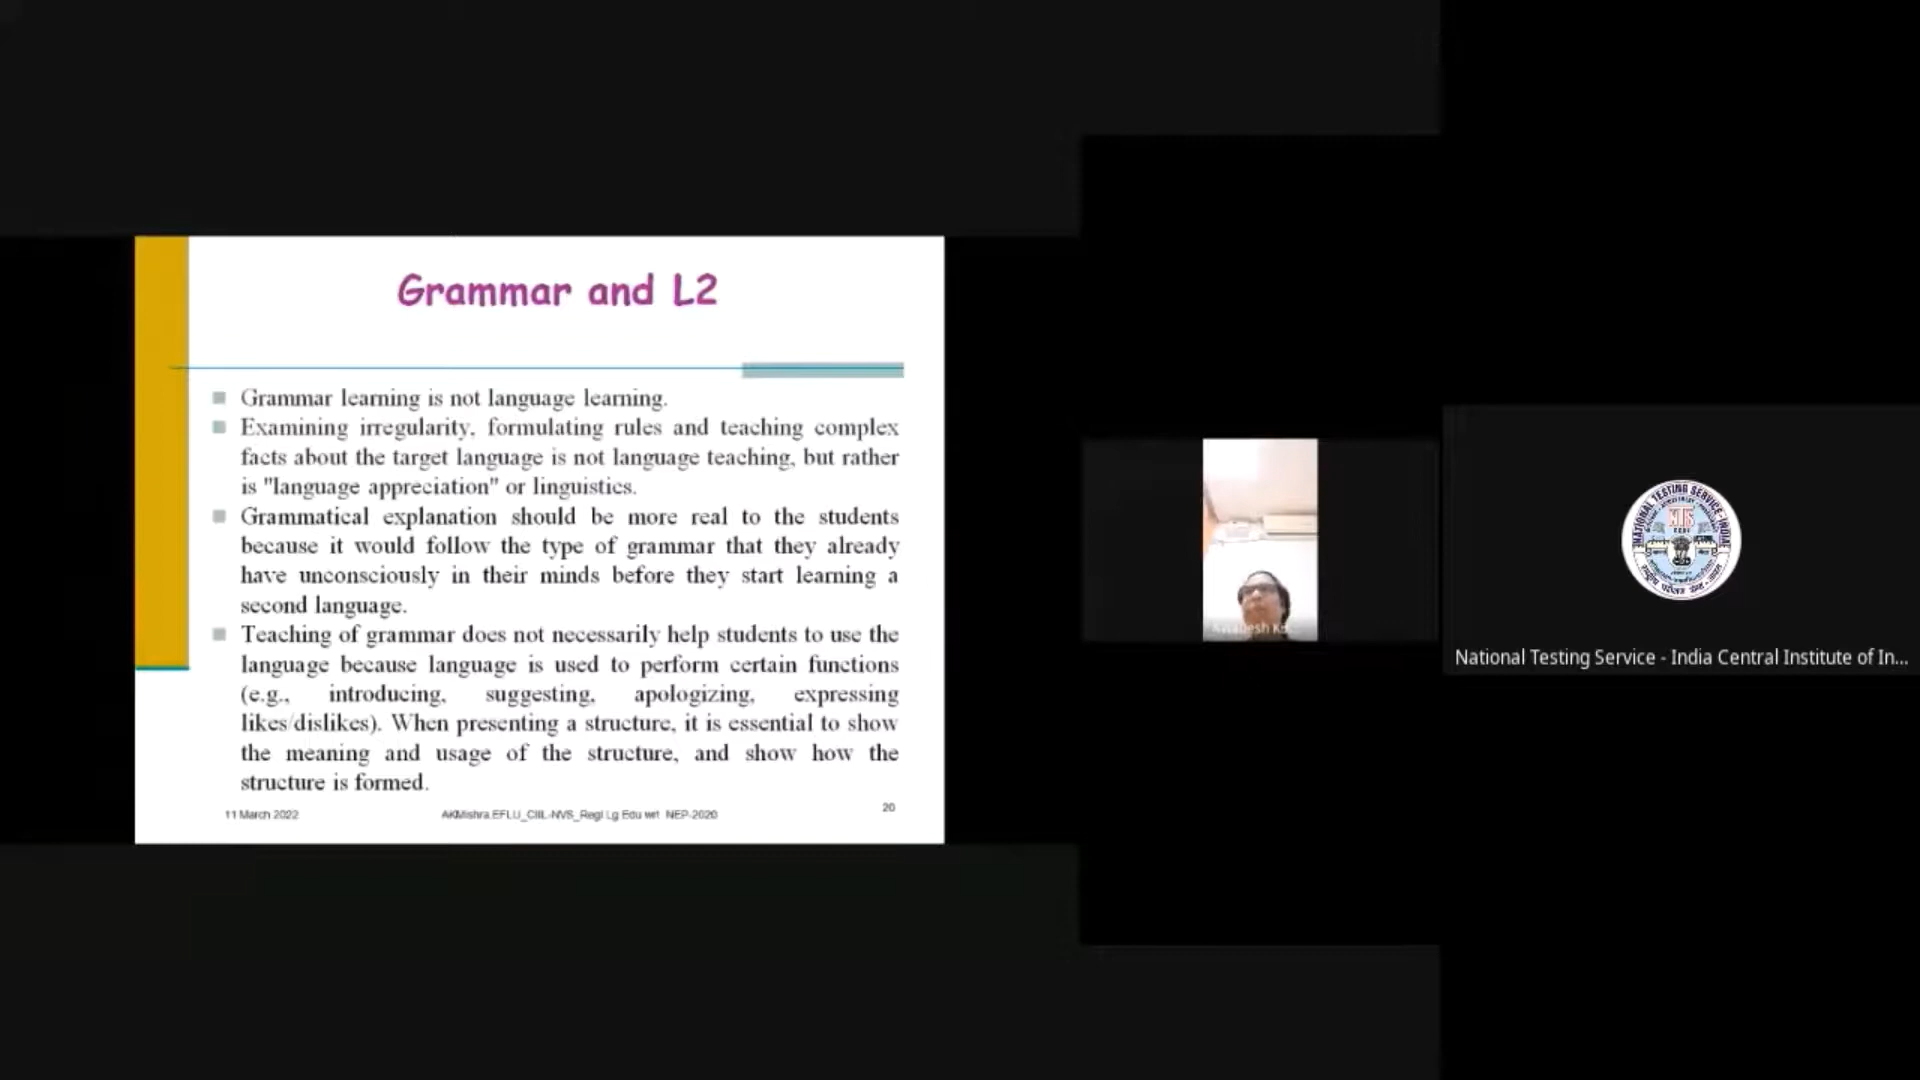 Grammar and L2
Grammar learning is not language learning.
Examining irregularity, formulating rules and teaching complex
facts about the target language is not language teaching, but rather
is "language appreciation" or linguistics.
Grammatical explanation should be more real to the students
because it would follow the type of grammar that they already
have unconsciously in their minds before they start learning a
second language.
Teaching of grammar does not necessarily help students to use the
language because language is used to perform certain functions
(e.g., introducing, suggesting, apologizing, expressing
likes/dislikes). When presenting a structure, it is essential to show
the meaning and usage of the structure, and show how the
structure is formed.
11 March 2022
AKMishra.EFLU_CIIL-NVS_Regl Lg Edu wrt NEP-2020
20
NATIONAL TESTING SERVICE-INDIA
NTS
National Testing Service - India Central Institute of In...